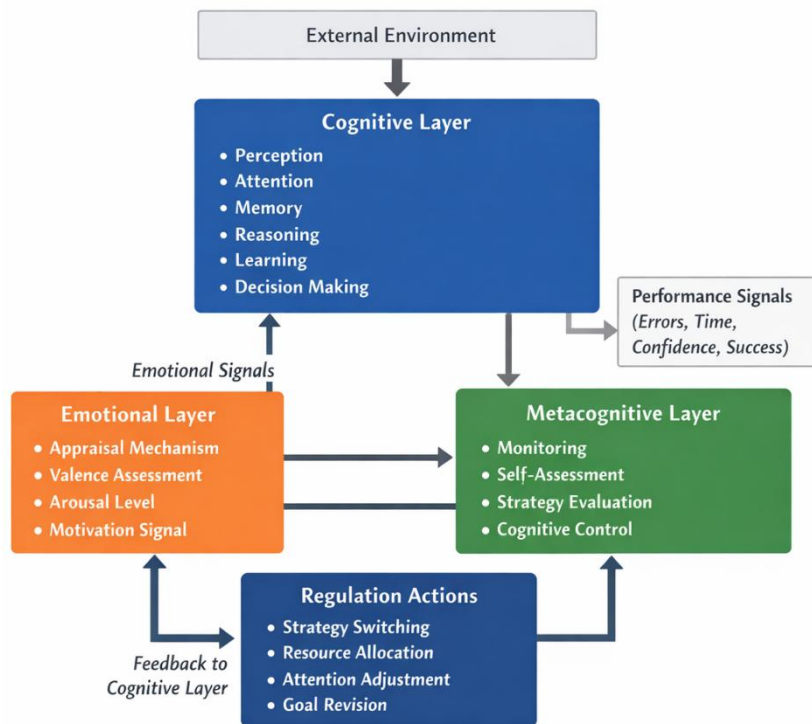 External Environment
Cognitive Layer
• Perception
• Attention
• Memory
• Reasoning
• Learning
• Decision Making
Performance Signals
(Errors, Time,
Confidence, Success)
Emotional Signals
Emotional Layer
• Appraisal Mechanism
• Valence Assessment
• Arousal Level
• Motivation Signal
Metacognitive Layer
• Monitoring
• Self-Assessment
• Strategy Evaluation
• Cognitive Control
Regulation Actions
• Strategy Switching
• Resource Allocation
• Attention Adjustment
• Goal Revision
Feedback to
Cognitive Layer